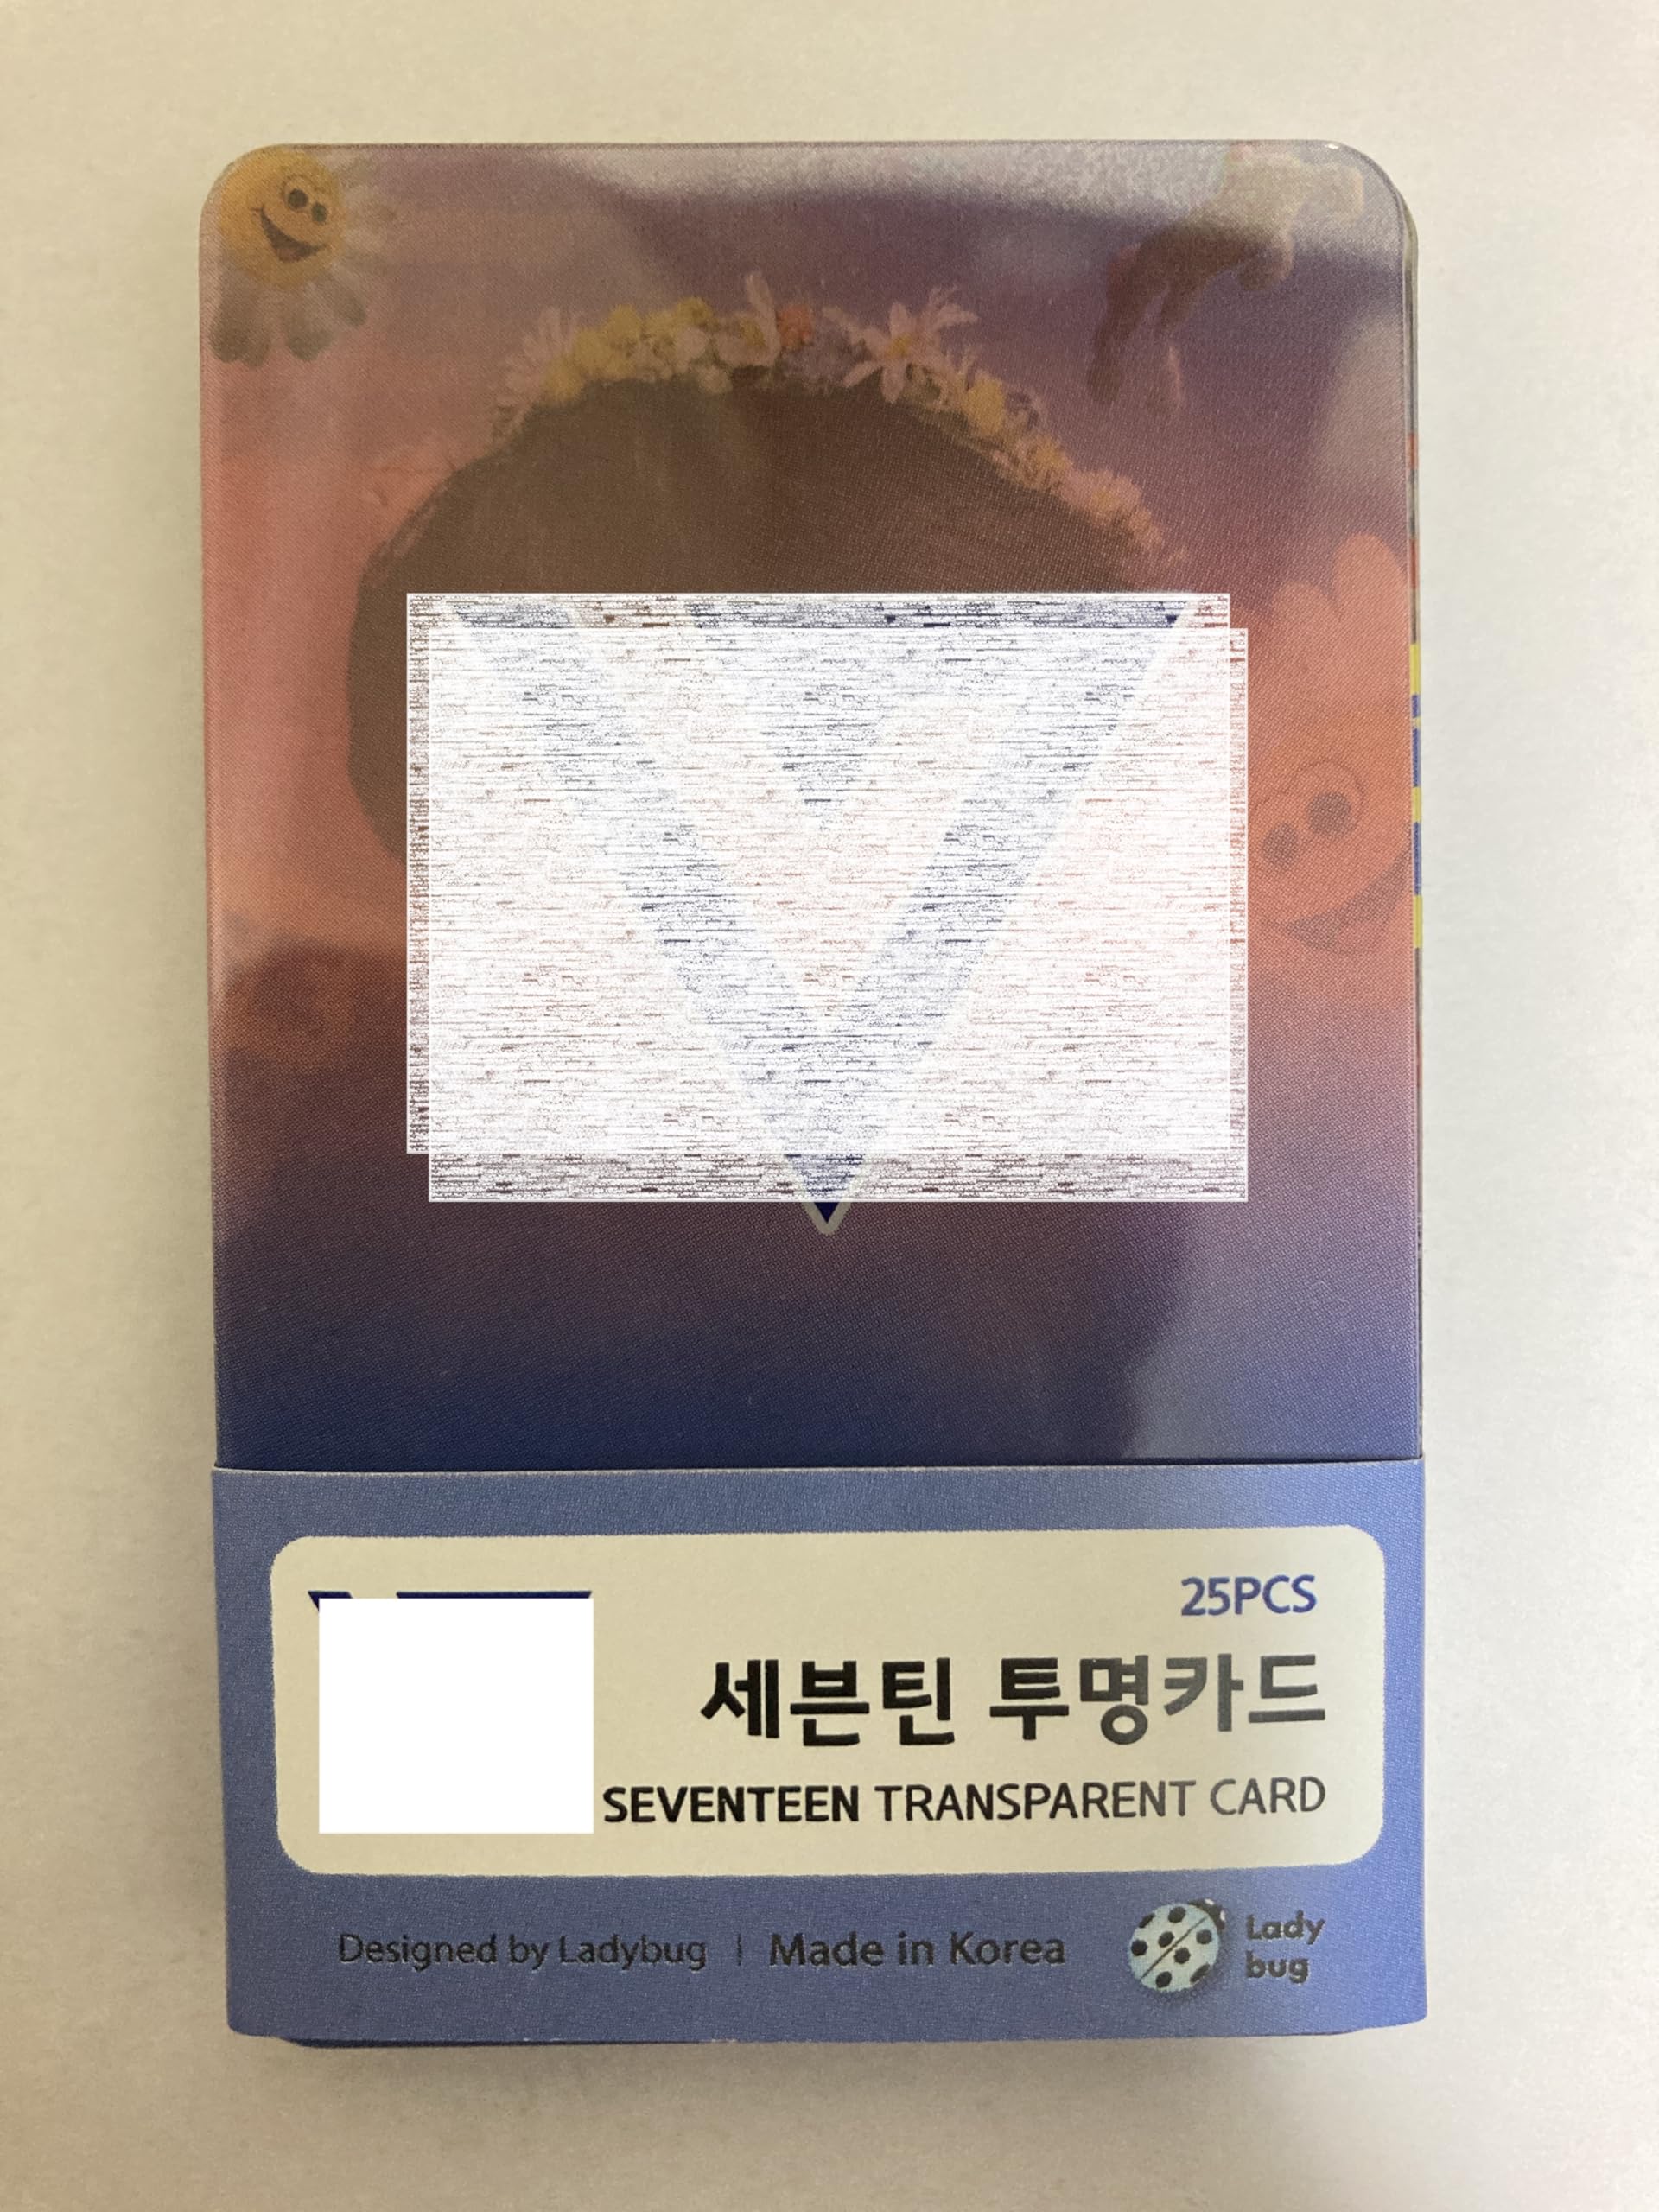 25PCS
세븐틴 투명카드
SEVENTEEN TRANSPARENT CARD
Designed by Ladybug | Made in Korea
Lady
bug